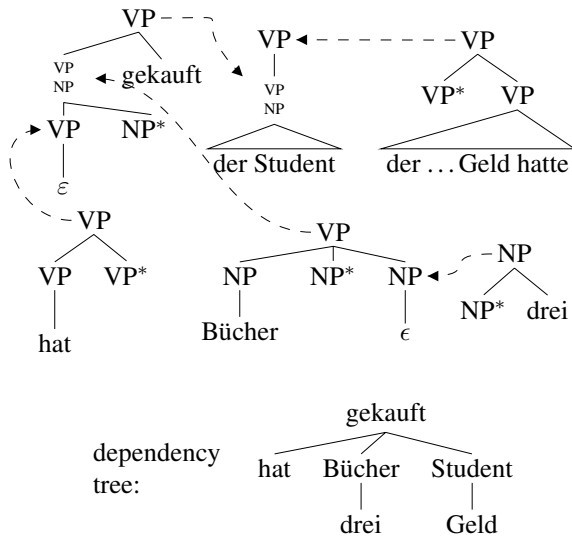 VP VP VP
VP
NP gekauft VP
NP VP* VP
VP NP* der Student der … Geld hatte
ε
VP VP
VP VP* NP NP* NP NP
hat Bücher ϵ NP* drei
gekauft
dependency tree: hat Bücher Student
drei Geld